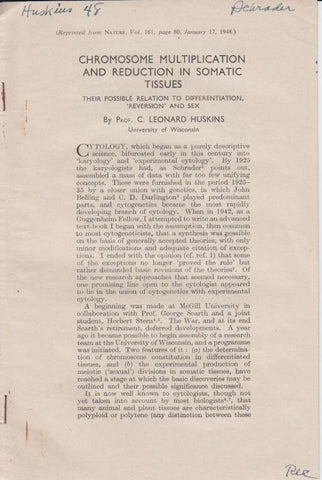 Huskins 48
Schrader
(Reprinted from NATURE, Vol. 161, page 80, January 17, 1948.)
CHROMOSOME MULTIPLICATION
AND REDUCTION IN SOMATIC
TISSUES
THEIR POSSIBLE RELATION TO DIFFERENTIATION,
'REVERSION' AND SEX
By PROF. C. LEONARD HUSKINS
University of Wisconsin
CYTOLOGY, which began as a purely descriptive
science, bifurcated early in this century into
'karyology' and 'experimental cytology'. By 1925
the karyologists had, as Schrader¹ points out,
assembled a mass of data with far too few unifying
concepts. These were furnished in the period 1925–
35 by a closer union with genetics, in which John
Belling and C. D. Darlington² played predominant
parts, and cytogenetics became the most rapidly
developing branch of cytology. When in 1942, as a
Guggenheim Fellow, I attempted to write an advanced
text-book I began with the assumption, then common
to most cytogeneticists, that a synthesis was possible
on the basis of generally accepted theories, with only
minor modifications and adequate citation of excep-
tions. I ended with the opinion (cf. ref. 1) that some
of the exceptions no longer 'proved the rule' but
rather demanded basic revisions of the theories³. Of
the new research approaches that seemed necessary,
one promising line open to the cytologists appeared
to lie in the union of cytogenetics with experimental
cytology.
A beginning was made at McGill University in
collaboration with Prof. George Scarth and a joint
student, Herbert Stern⁴,⁵. The War, and at its end
Scarth's retirement, deferred developments. A year
ago it became possible to begin assembly of a research
team at the University of Wisconsin, and a programme
was initiated. Two features of it : (a) the determina-
tion of chromosome constitution in differentiated
tissues, and (b) the experimental production of
meiotic ('sexual') divisions in somatic tissues, have
reached a stage at which the basic discoveries may be
outlined and their possible significance discussed.
It is now well known to cytologists, though not
yet taken into account by most biologists⁶,⁷, that
many animal and plant tissues are characteristically
polyploid or polytene (any distinction between these
Rec